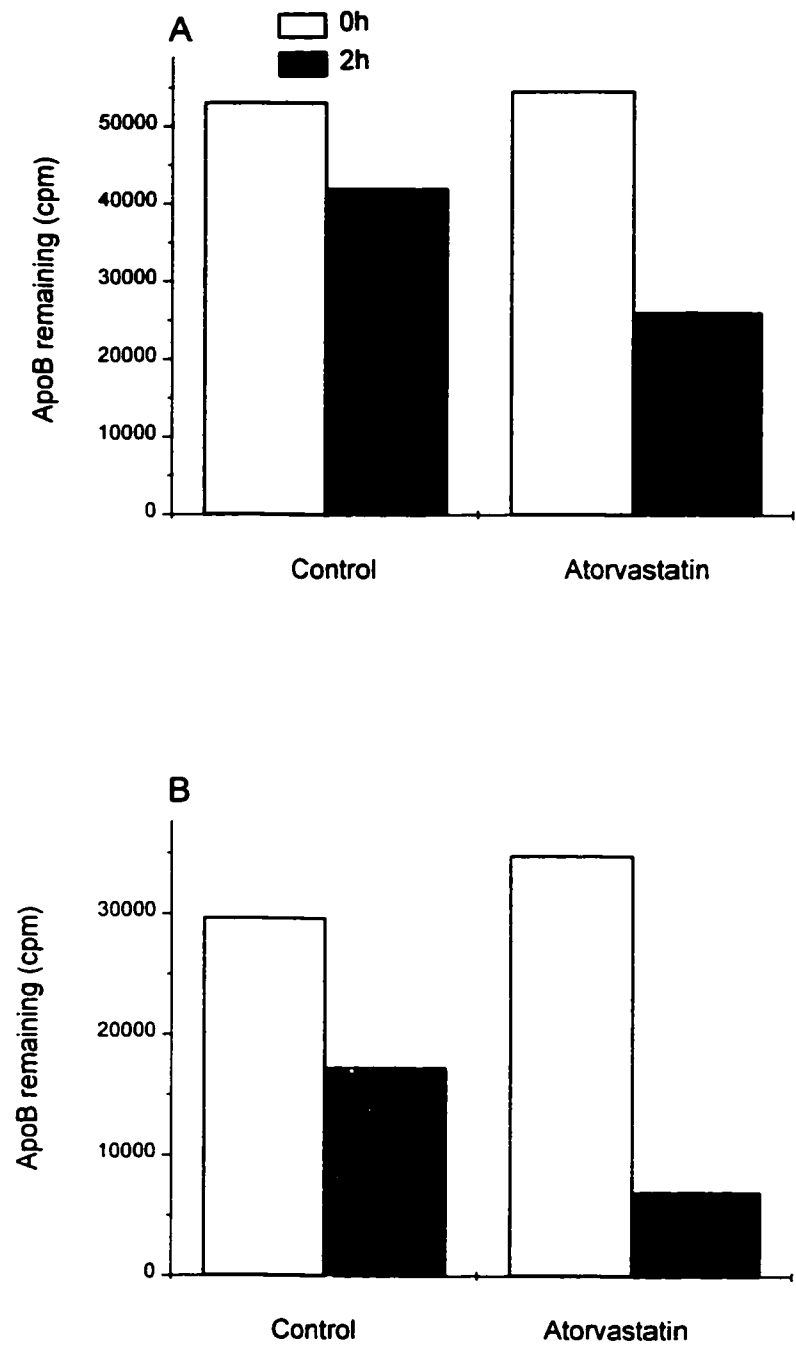 A
0h
2h
50000
40000
30000
20000
10000
0
ApoB remaining (cpm)
Control Atorvastatin
B
30000
20000
10000
0
ApoB remaining (cpm)
Control Atorvastatin